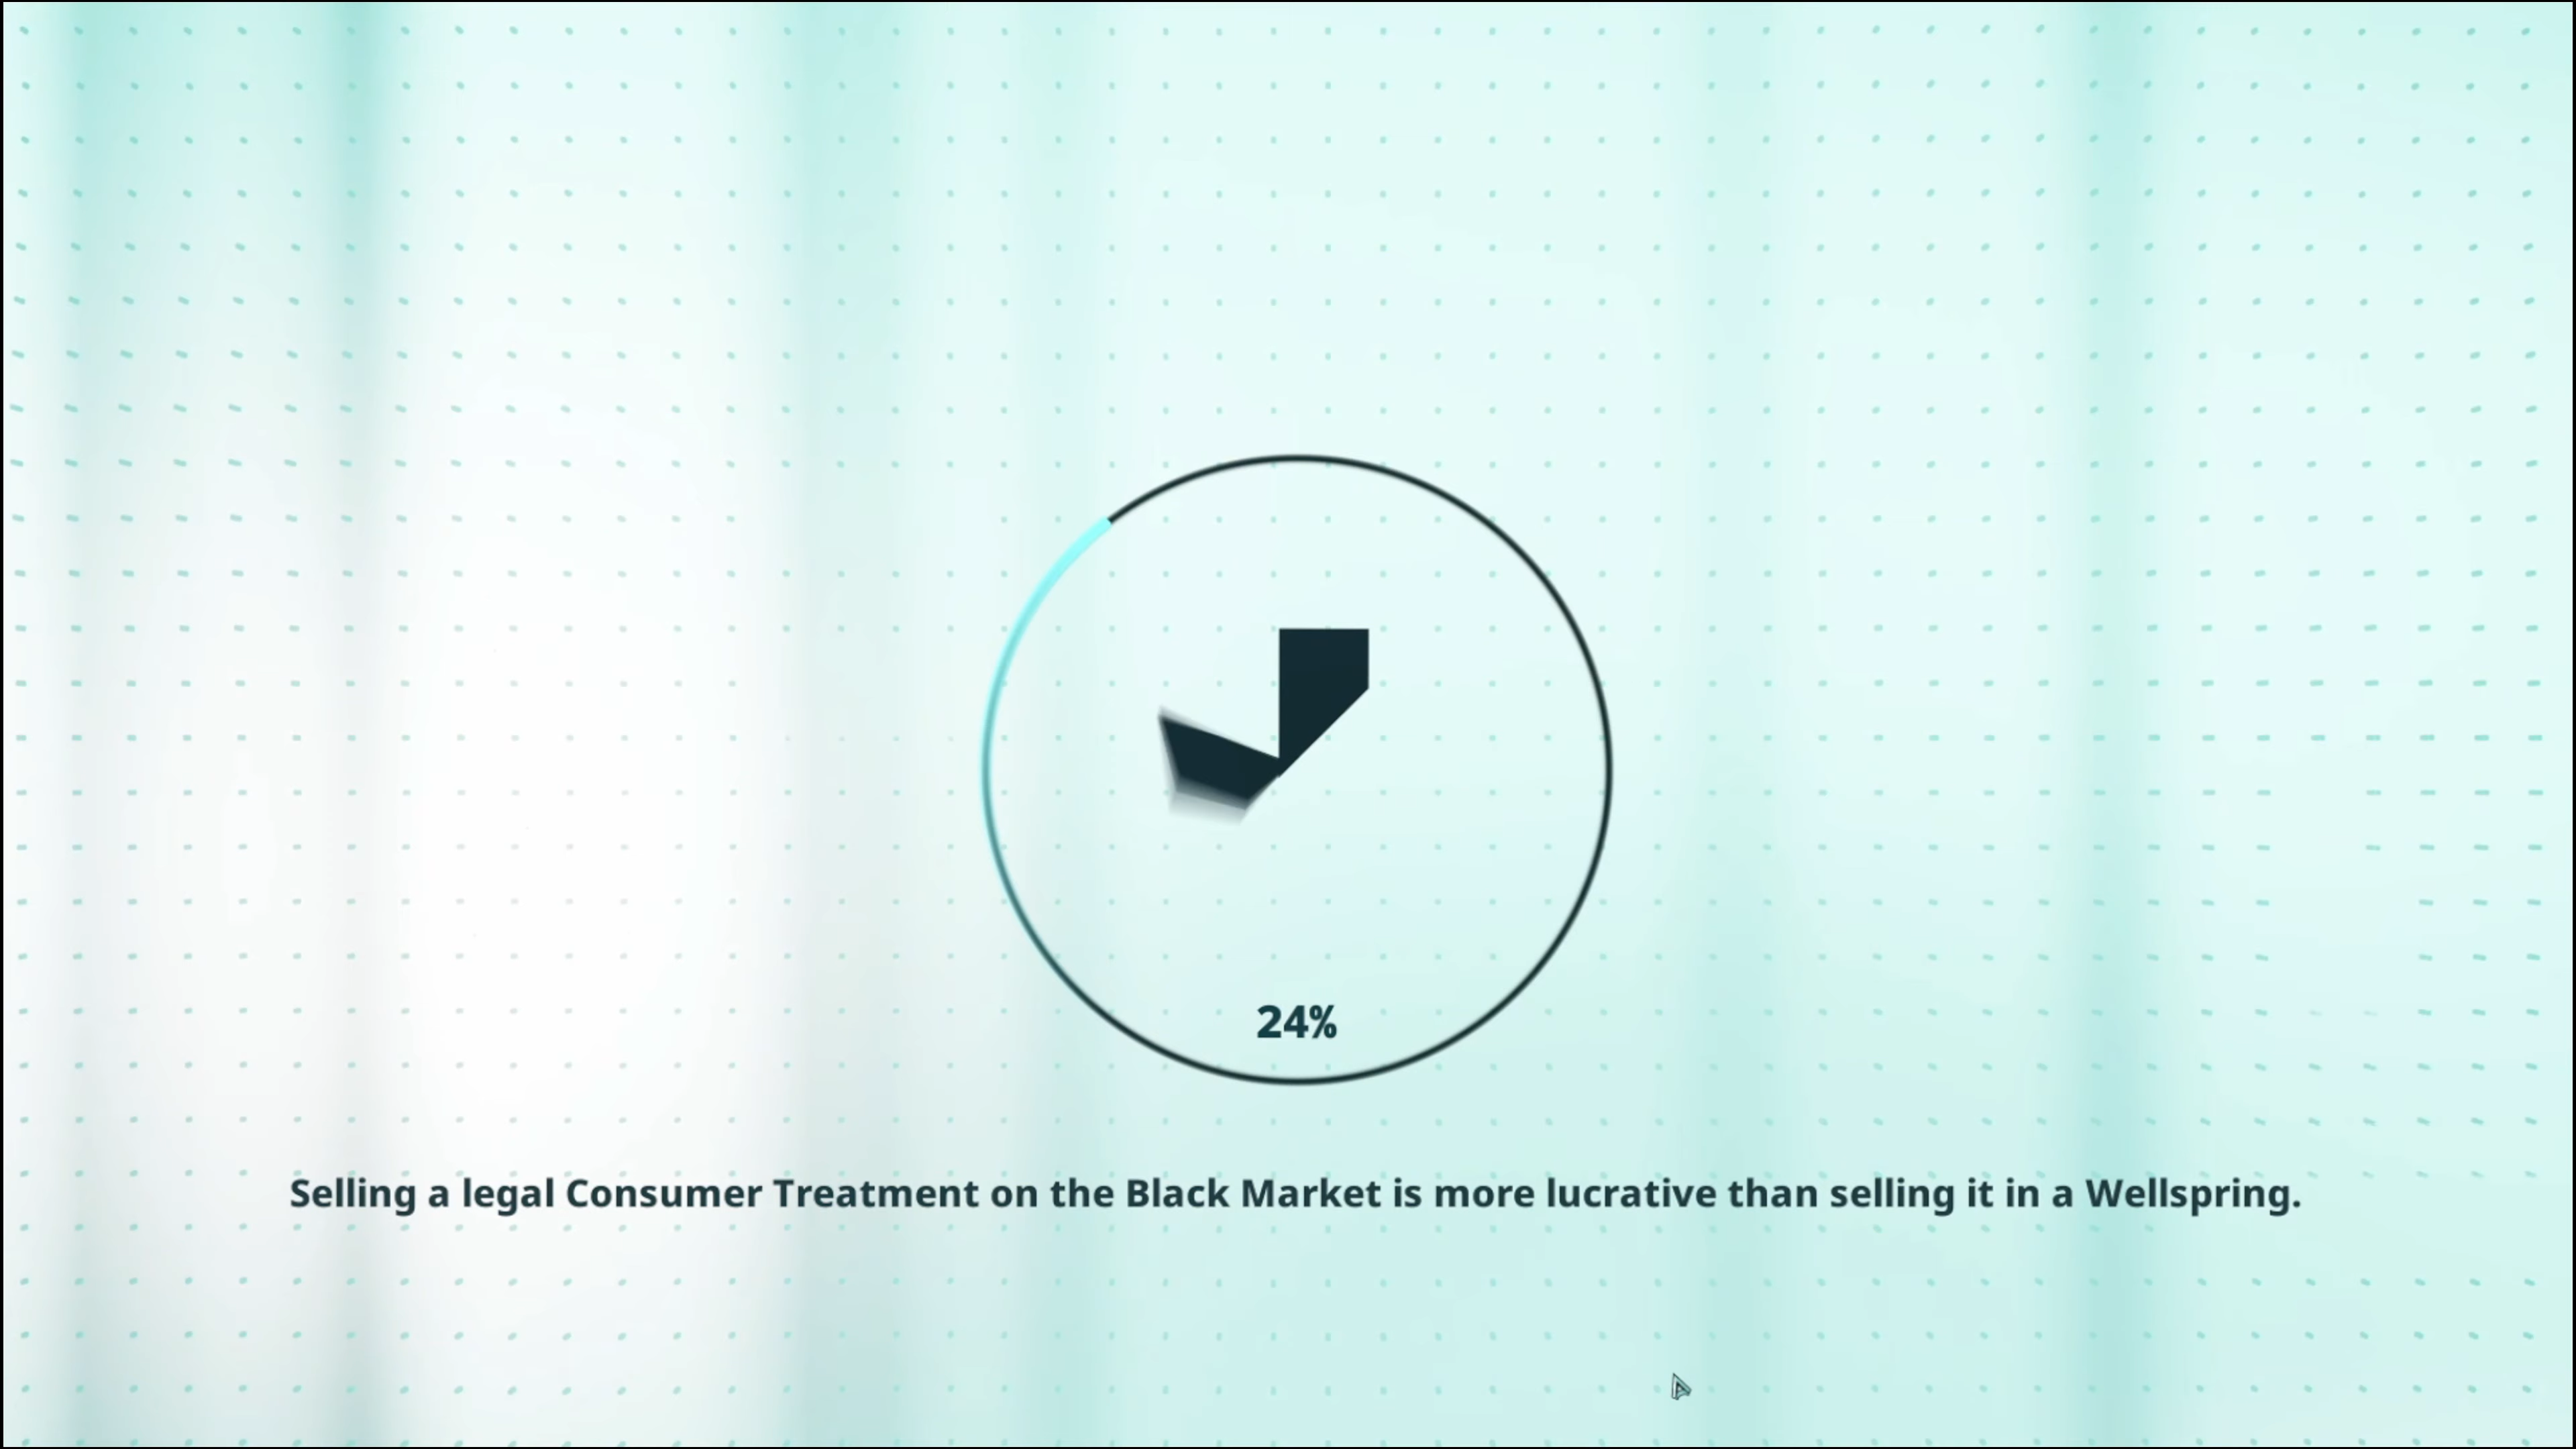 24%
Selling a legal Consumer Treatment on the Black Market is more lucrative than selling it in a Wellspring.